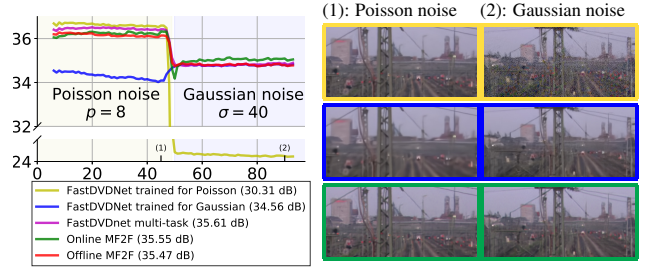 (1): Poisson noise (2): Gaussian noise
36
34
32
24
Poisson noise
p = 8
Gaussian noise
σ = 40
(1)
(2)
0 20 40 60 80
FastDVDNet trained for Poisson (30.31 dB)
FastDVDNet trained for Gaussian (34.56 dB)
FastDVDnet multi-task (35.61 dB)
Online MF2F (35.55 dB)
Offline MF2F (35.47 dB)